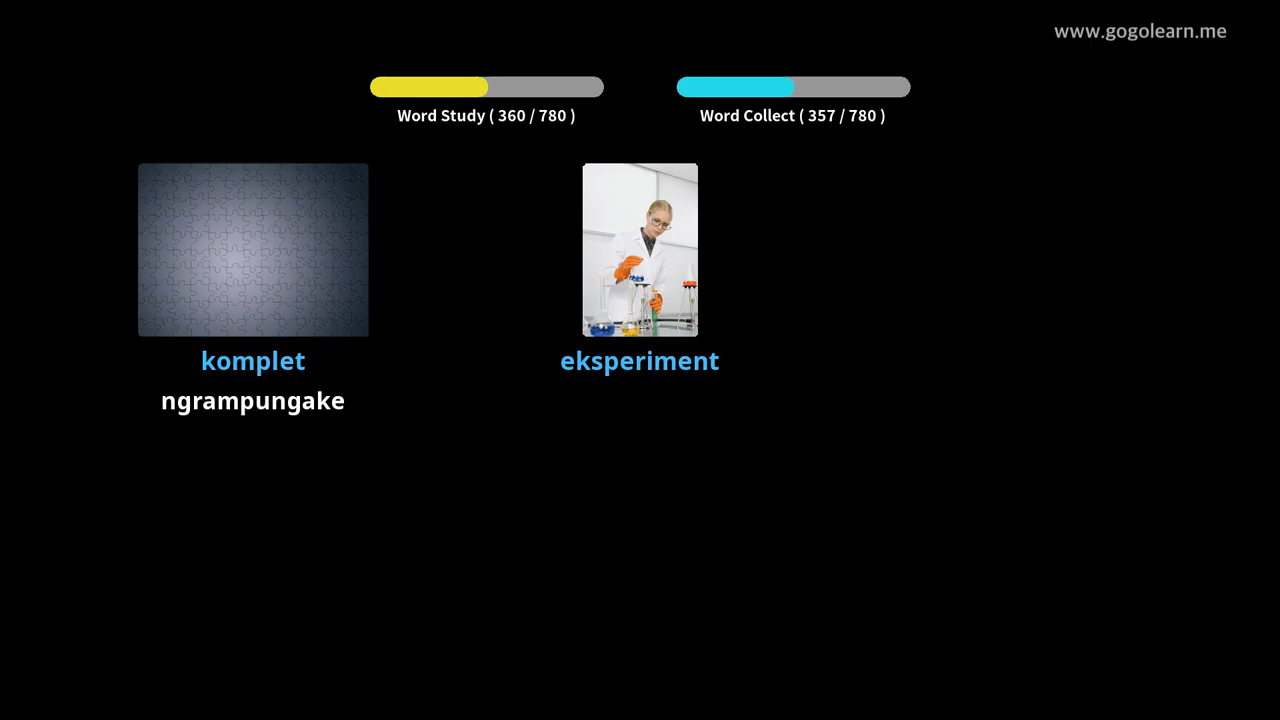 www.gogolearn.me
Word Study ( 360 / 780 )
Word Collect ( 357 / 780 )
komplet
ngrampungake
eksperiment